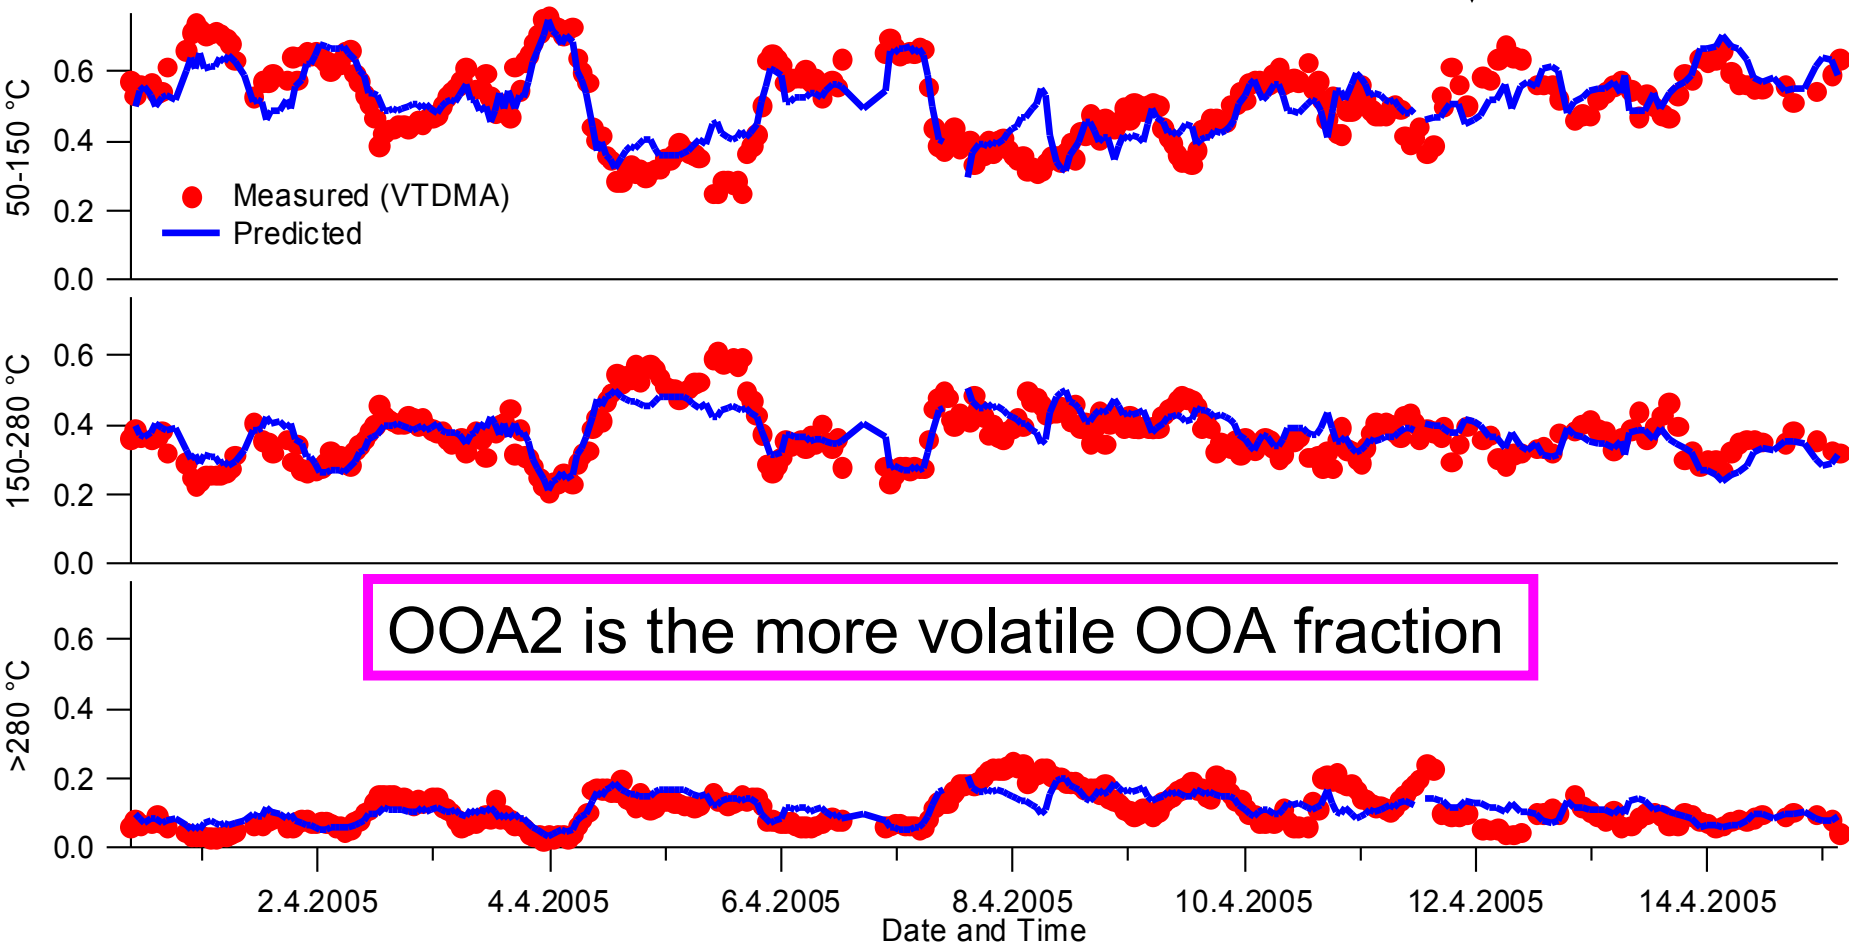 50-150 °C
0.6
0.4
0.2
0.0
Measured (VTDMA)
Predicted
150-280 °C
0.6
0.4
0.2
0.0
OOA2 is the more volatile OOA fraction
>280 °C
0.6
0.4
0.2
0.0
2.4.2005 4.4.2005 6.4.2005 8.4.2005 10.4.2005 12.4.2005 14.4.2005
Date and Time